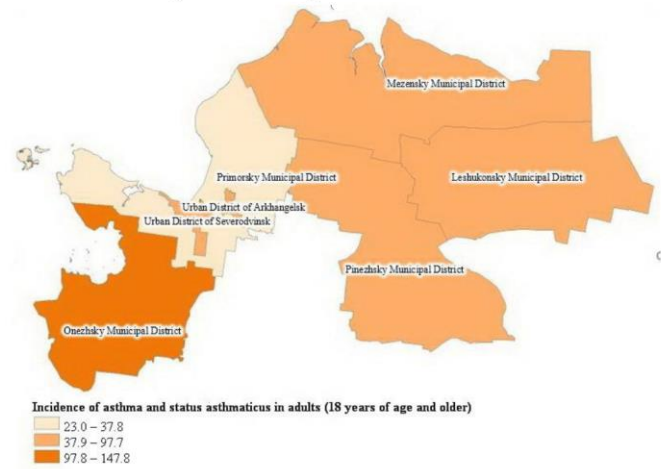 Mezensky Municipal District
Primorsky Municipal District
Leshukonsky Municipal District
Urban District of Arkhangelsk
Urban District of Severodvinsk
Pinezhsky Municipal District
Onezhsky Municipal District
Incidence of asthma and status asthmaticus in adults (18 years of age and older)
23.0 – 37.8
37.9 – 97.7
97.8 – 147.8